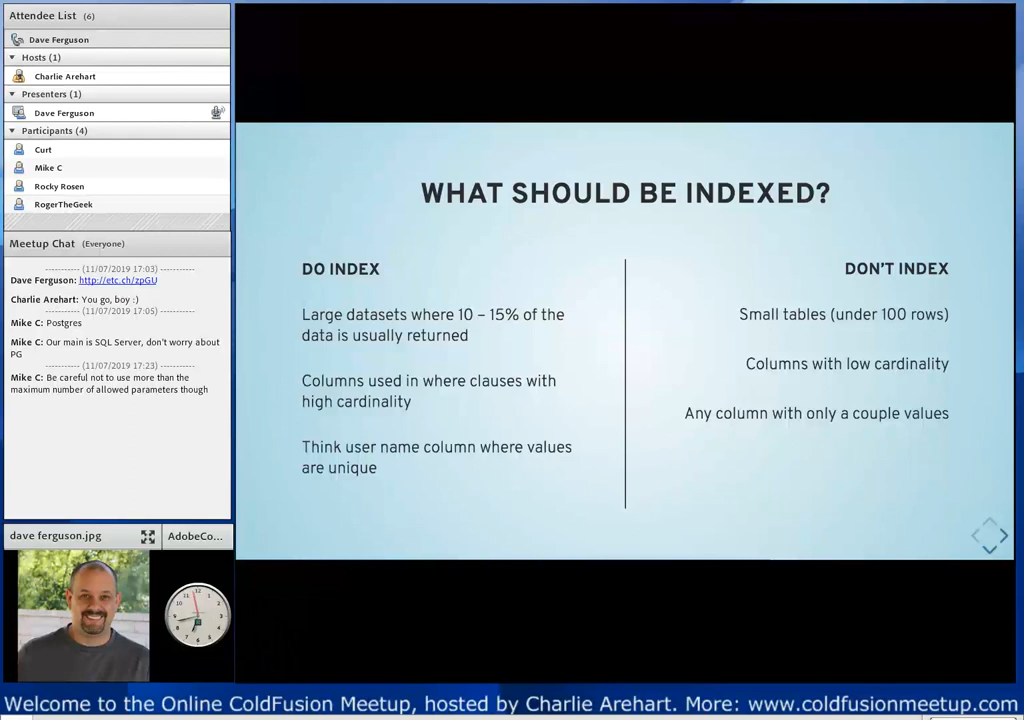 Attendee List (6)
Dave Ferguson
Hosts (1)
Charlie Arehart
Presenters (1)
Dave Ferguson
Participants (4)
Curt
Mike C
Rocky Rosen
RogerTheGeek
Meetup Chat (Everyone)
----------- (11/07/2019 17:03) -----------
Dave Ferguson: http://etc.ch/zpGU
Charlie Arehart: You go, boy :)
----------- (11/07/2019 17:05) -----------
Mike C: Postgres
Mike C: Our main is SQL Server, don't worry about
PG
----------- (11/07/2019 17:23) -----------
Mike C: Be careful not to use more than the
maximum number of allowed parameters though
dave ferguson.jpg
AdobeCo...
WHAT SHOULD BE INDEXED?
DO INDEX
Large datasets where 10 – 15% of the
data is usually returned
Columns used in where clauses with
high cardinality
Think user name column where values
are unique
DON'T INDEX
Small tables (under 100 rows)
Columns with low cardinality
Any column with only a couple values
Welcome to the Online ColdFusion Meetup, hosted by Charlie Arehart. More: www.coldfusionmeetup.com